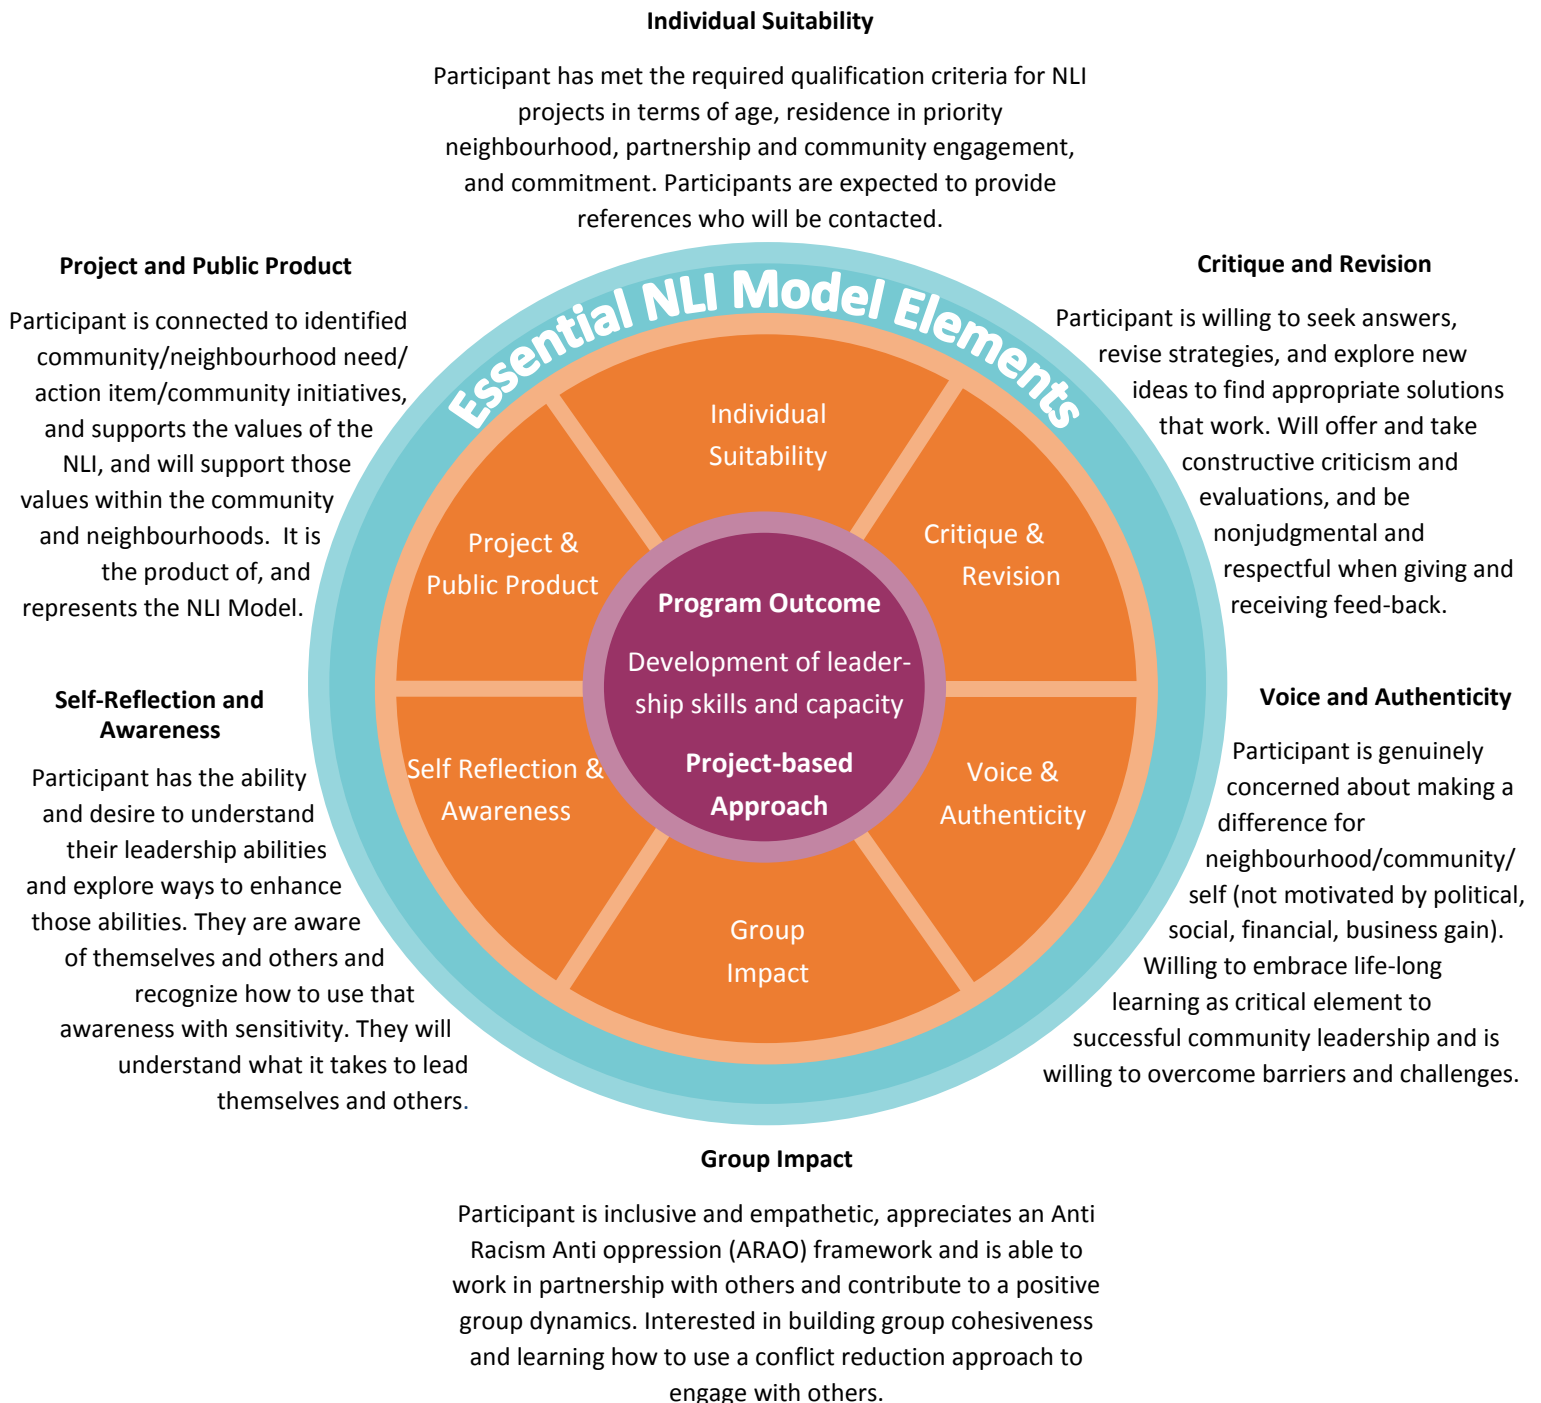 Individual Suitability
Participant has met the required qualification criteria for NLI
projects in terms of age, residence in priority
neighbourhood, partnership and community engagement,
and commitment. Participants are expected to provide
references who will be contacted.
Project and Public Product
Participant is connected to identified
community/neighbourhood need/
action item/community initiatives,
and supports the values of the
NLI, and will support those
values within the community
and neighbourhoods.  It is
the product of, and
represents the NLI Model.
Critique and Revision
Participant is willing to seek answers,
revise strategies, and explore new
ideas to find appropriate solutions
that work. Will offer and take
constructive criticism and
evaluations, and be
nonjudgmental and
respectful when giving and
receiving feed-back.
Essential NLI Model Elements
Individual
Suitability
Critique &
Revision
Project &
Public Product
Program Outcome
Development of leader-
ship skills and capacity
Project-based
Approach
Self Reflection &
Awareness
Voice &
Authenticity
Group
Impact
Self-Reflection and
Awareness
Participant has the ability
and desire to understand
their leadership abilities
and explore ways to enhance
those abilities. They are aware
of themselves and others and
recognize how to use that
awareness with sensitivity. They will
understand what it takes to lead
themselves and others.
Voice and Authenticity
Participant is genuinely
concerned about making a
difference for
neighbourhood/community/
self (not motivated by political,
social, financial, business gain).
Willing to embrace life-long
learning as critical element to
successful community leadership and is
willing to overcome barriers and challenges.
Group Impact
Participant is inclusive and empathetic, appreciates an Anti
Racism Anti oppression (ARAO) framework and is able to
work in partnership with others and contribute to a positive
group dynamics. Interested in building group cohesiveness
and learning how to use a conflict reduction approach to
engage with others.